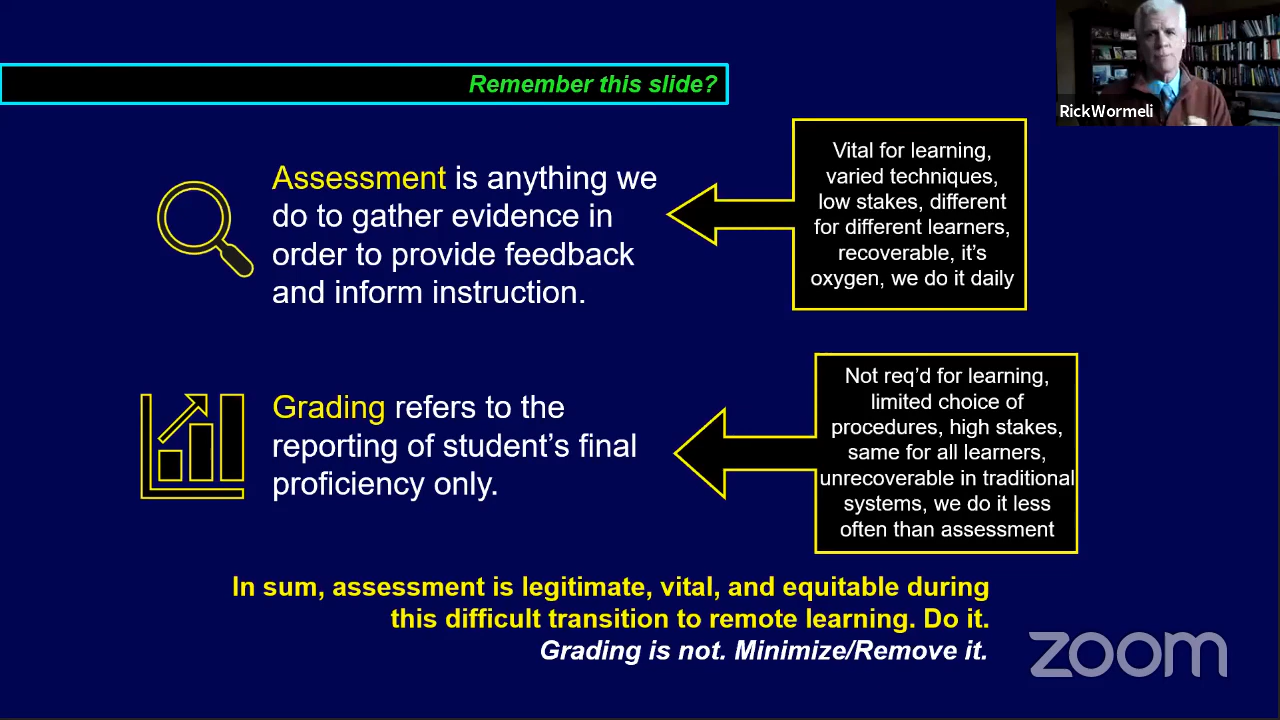 Remember this slide?
RickWormeli
Assessment is anything we
do to gather evidence in
order to provide feedback
and inform instruction.
Vital for learning,
varied techniques,
low stakes, different
for different learners,
recoverable, it’s
oxygen, we do it daily
Grading refers to the
reporting of student’s final
proficiency only.
Not req’d for learning,
limited choice of
procedures, high stakes,
same for all learners,
unrecoverable in traditional
systems, we do it less
often than assessment
In sum, assessment is legitimate, vital, and equitable during
this difficult transition to remote learning. Do it.
Grading is not. Minimize/Remove it.
zoom